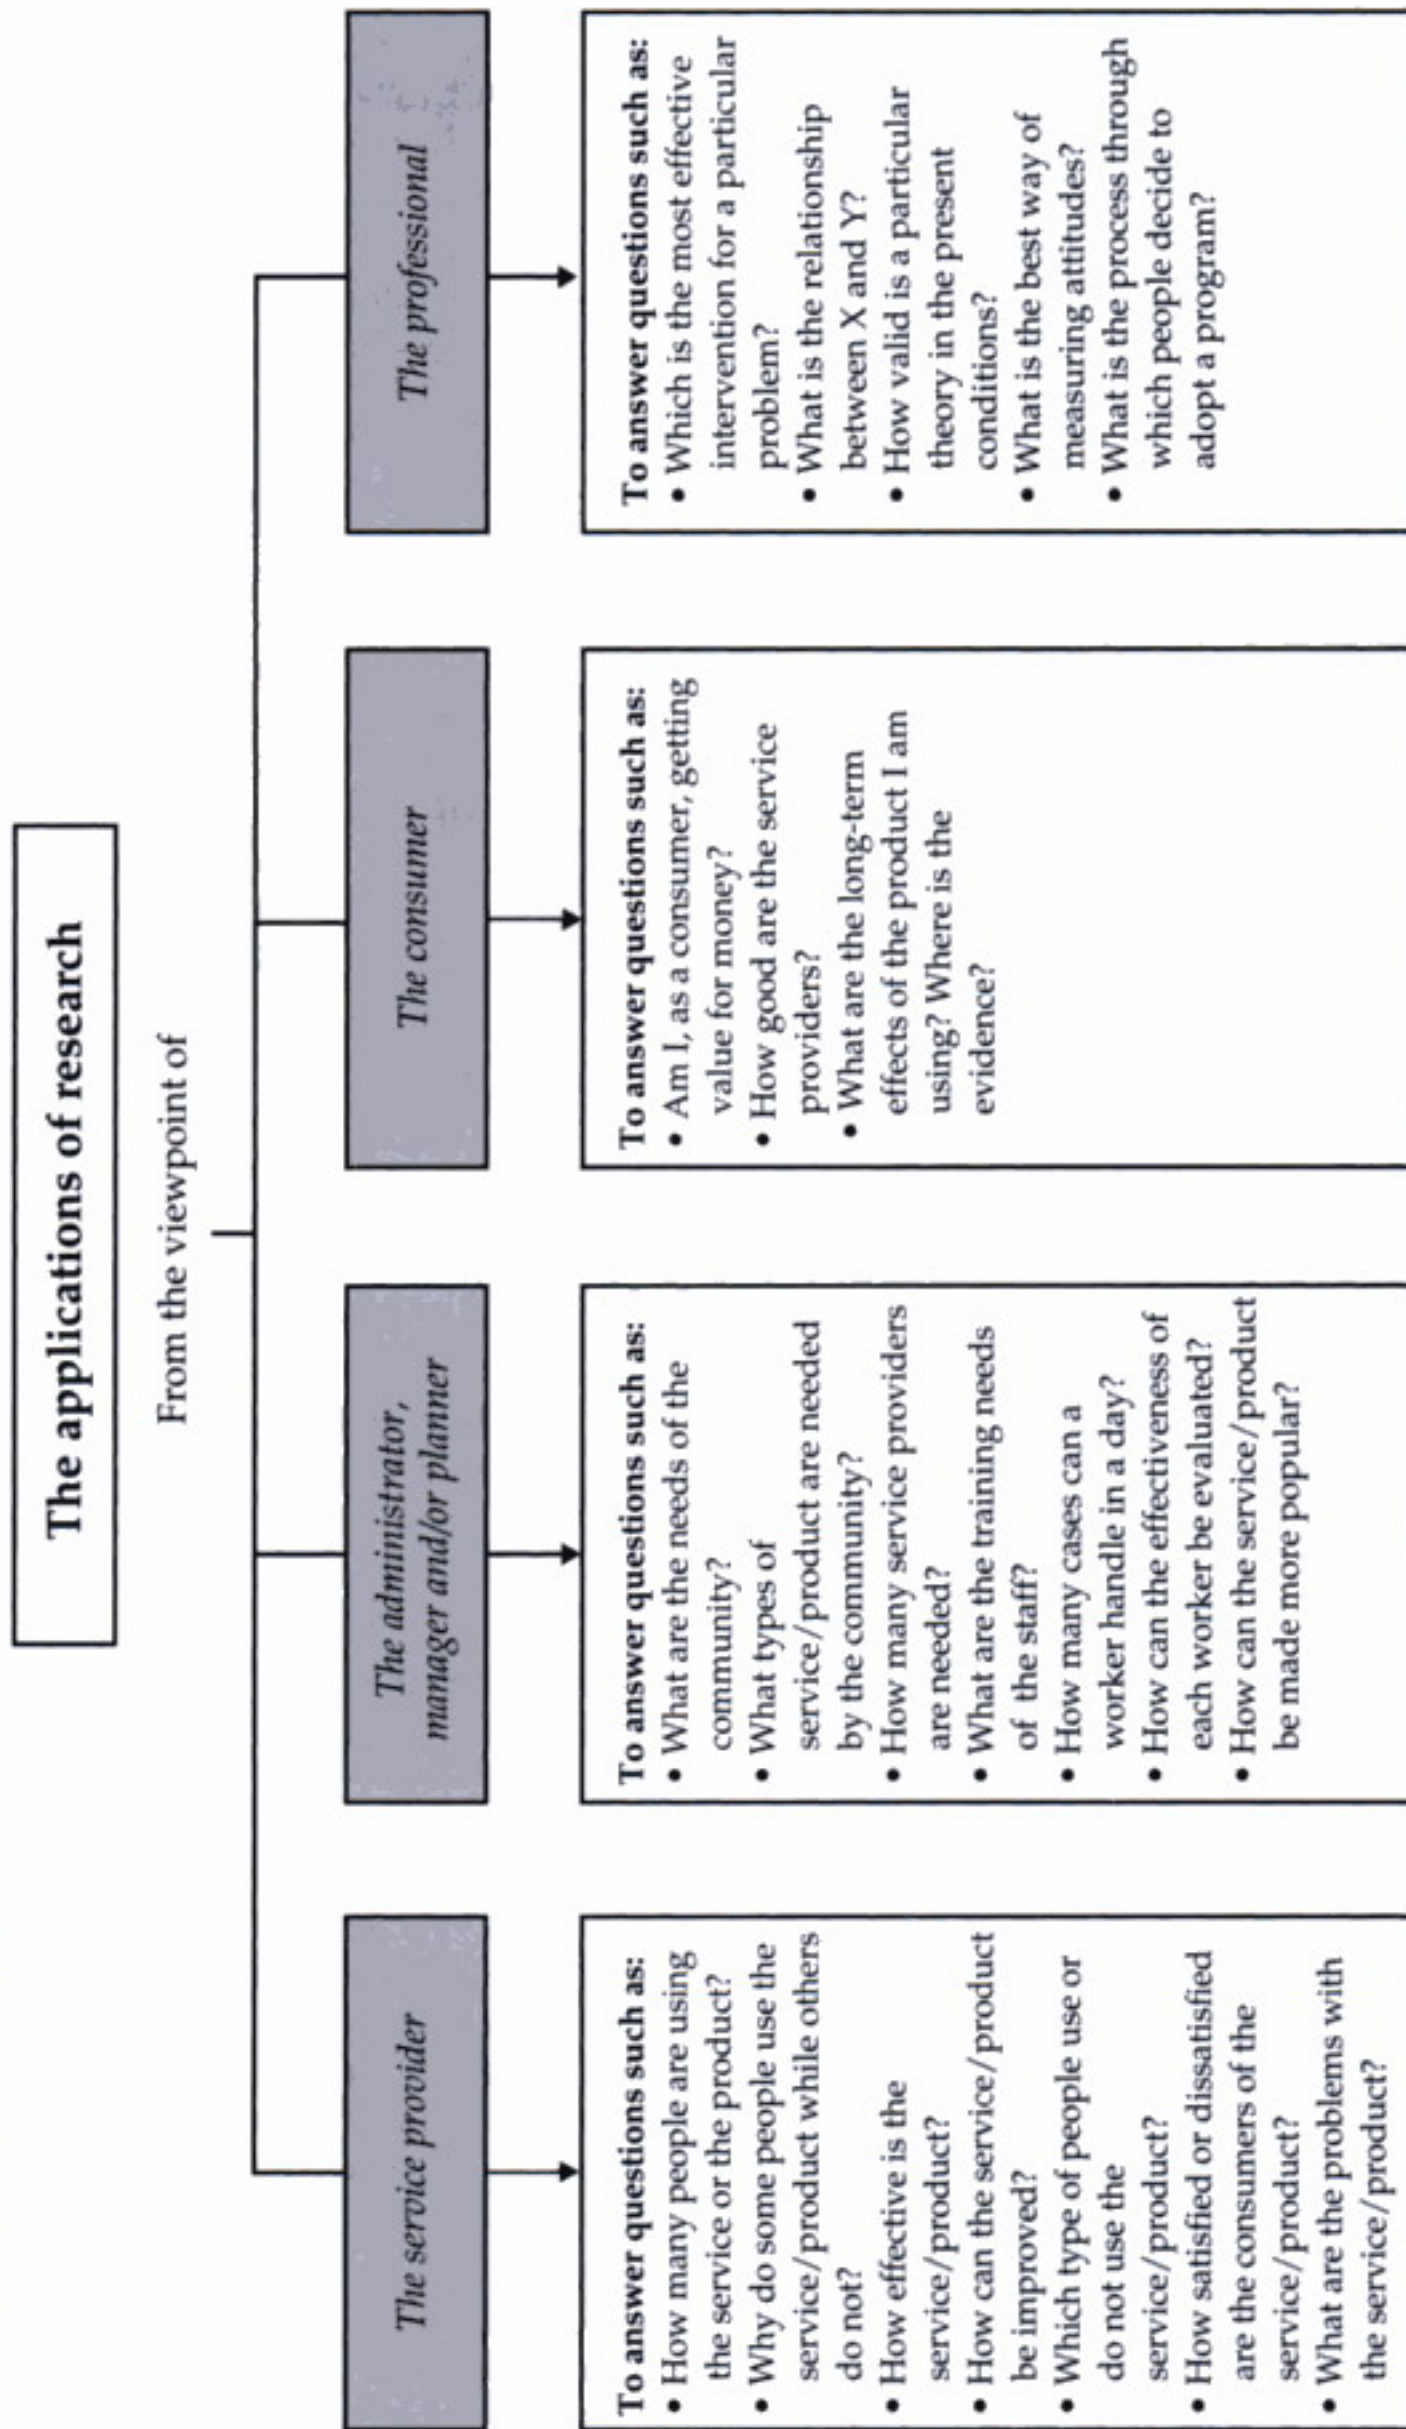 The applications of research
From the viewpoint of
The service provider
To answer questions such as:
• How many people are using
the service or the product?
• Why do some people use the
service/product while others
do not?
• How effective is the
service/product?
• How can the service/product
be improved?
• Which type of people use or
do not use the
service/product?
• How satisfied or dissatisfied
are the consumers of the
service/product?
• What are the problems with
the service/product?
The administrator,
manager and/or planner
To answer questions such as:
• What are the needs of the
community?
• What types of
service/product are needed
by the community?
• How many service providers
are needed?
• What are the training needs
of the staff?
• How many cases can a
worker handle in a day?
• How can the effectiveness of
each worker be evaluated?
• How can the service/product
be made more popular?
The consumer
To answer questions such as:
• Am I, as a consumer, getting
value for money?
• How good are the service
providers?
• What are the long-term
effects of the product I am
using? Where is the
evidence?
The professional
To answer questions such as:
• Which is the most effective
intervention for a particular
problem?
• What is the relationship
between X and Y?
• How valid is a particular
theory in the present
conditions?
• What is the best way of
measuring attitudes?
• What is the process through
which people decide to
adopt a program?